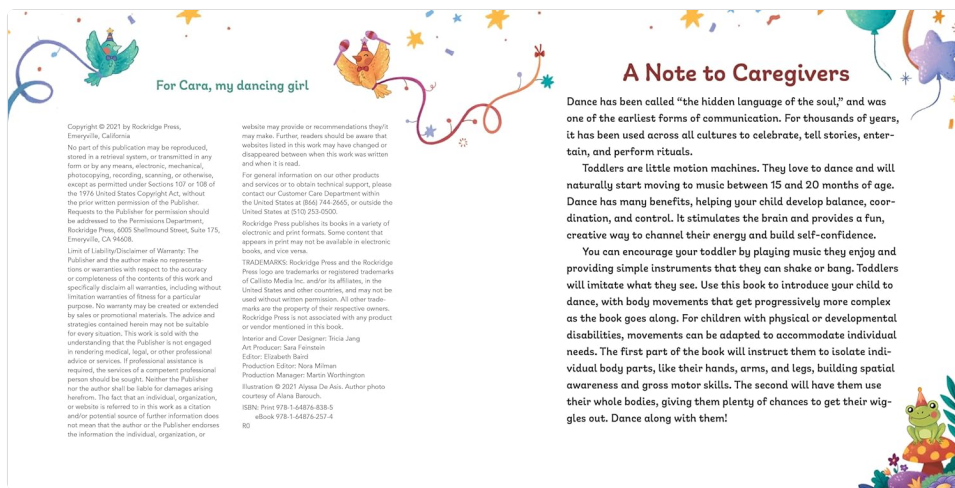 For Cara, my dancing girl
Copyright © 2021 by Rockridge Press,
Emeryville, California
No part of this publication may be reproduced,
stored in a retrieval system, or transmitted in any
form or by any means, electronic, mechanical,
photocopying, recording, scanning, or otherwise,
except as permitted under Sections 107 or 108 of
the 1976 United States Copyright Act, without
the prior written permission of the Publisher.
Requests to the Publisher for permission should
be addressed to the Permissions Department,
Rockridge Press, 6005 Shellmound Street, Suite 175,
Emeryville, CA 94608.
Limit of Liability/Disclaimer of Warranty: The
Publisher and the author make no representa-
tions or warranties with respect to the accuracy
or completeness of the contents of this work and
specifically disclaim all warranties, including without
limitation warranties of fitness for a particular
purpose. No warranty may be created or extended
by sales or promotional materials. The advice and
strategies contained herein may not be suitable
for every situation. This work is sold with the
understanding that the Publisher is not engaged
in rendering medical, legal, or other professional
advice or services. If professional assistance is
required, the services of a competent professional
person should be sought. Neither the Publisher
nor the author shall be liable for damages arising
herefrom. The fact that an individual, organization,
or website is referred to in this work as a citation
and/or potential source of further information does
not mean that the author or the Publisher endorses
the information the individual, organization, or
website may provide or recommendations they/it
may make. Further, readers should be aware that
websites listed in this work may have changed or
disappeared between when this work was written
and when it is read.
For general information on our other products
and services or to obtain technical support, please
contact our Customer Care Department within
the United States at (866) 744-2665, or outside the
United States at (510) 253-0500.
Rockridge Press publishes its books in a variety of
electronic and print formats. Some content that
appears in print may not be available in electronic
books, and vice versa.
TRADEMARKS: Rockridge Press and the Rockridge
Press logo are trademarks or registered trademarks
of Callisto Media Inc. and/or its affiliates, in the
United States and other countries, and may not be
used without written permission. All other trade-
marks are the property of their respective owners.
Rockridge Press is not associated with any product
or vendor mentioned in this book.
Interior and Cover Designer: Tricia Jang
Art Producer: Sara Feinstein
Editor: Elizabeth Baird
Production Editor: Nora Milman
Production Manager: Martin Worthington
Illustration © 2021 Alyssa De Asis. Author photo
courtesy of Alana Barouch.
ISBN: Print 978-1-64876-838-5
eBook 978-1-64876-257-4
R0
A Note to Caregivers
Dance has been called “the hidden language of the soul,” and was
one of the earliest forms of communication. For thousands of years,
it has been used across all cultures to celebrate, tell stories, enter-
tain, and perform rituals.
Toddlers are little motion machines. They love to dance and will
naturally start moving to music between 15 and 20 months of age.
Dance has many benefits, helping your child develop balance, coor-
dination, and control. It stimulates the brain and provides a fun,
creative way to channel their energy and build self-confidence.
You can encourage your toddler by playing music they enjoy and
providing simple instruments that they can shake or bang. Toddlers
will imitate what they see. Use this book to introduce your child to
dance, with body movements that get progressively more complex
as the book goes along. For children with physical or developmental
disabilities, movements can be adapted to accommodate individual
needs. The first part of the book will instruct them to isolate indi-
vidual body parts, like their hands, arms, and legs, building spatial
awareness and gross motor skills. The second will have them use
their whole bodies, giving them plenty of chances to get their wig-
gles out. Dance along with them!